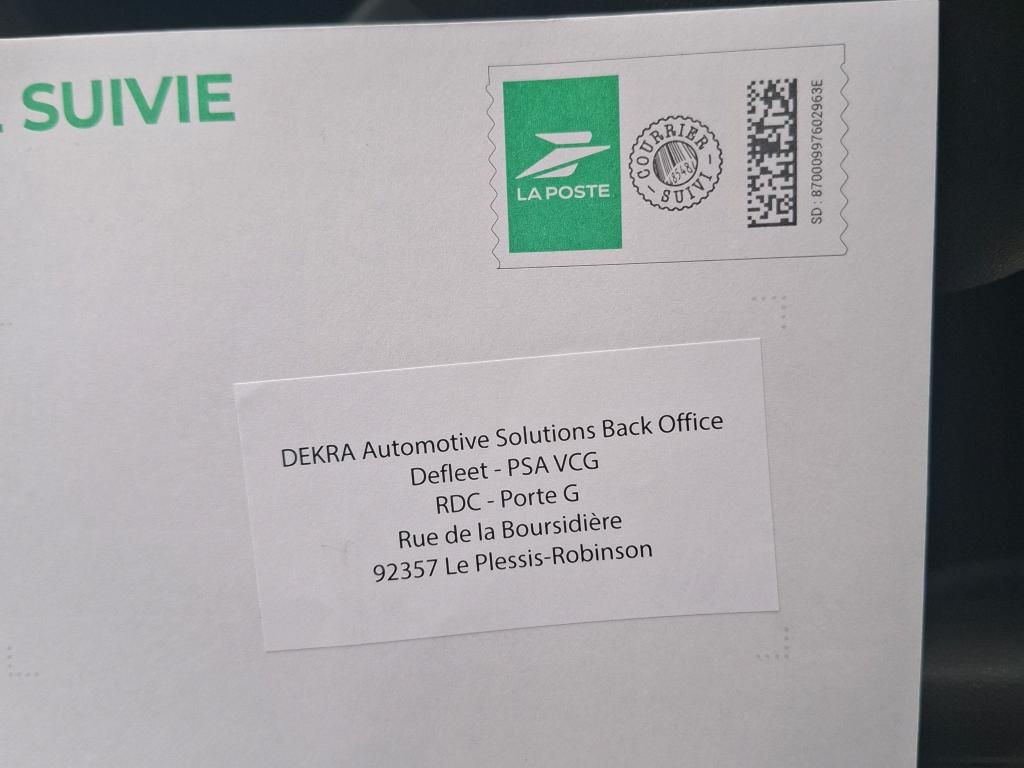 SUIVIE
LA POSTE
COURRIER
SUIVI
SD : 87000997602963E
DEKRA Automotive Solutions Back Office
Defleet - PSA VCG
RDC - Porte G
Rue de la Boursidière
92357 Le Plessis-Robinson